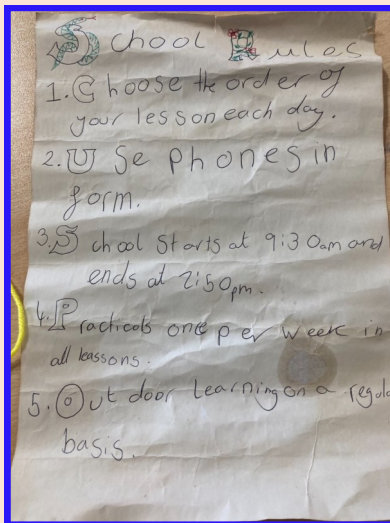 School Rules
1. Choose the order of
your lesson each day.
2. Use phones in
form.
3. School starts at 9:30am and
ends at 2:50pm.
4. Practicals one per week in
all leassons.
5. Out door learning on a regula
basis.